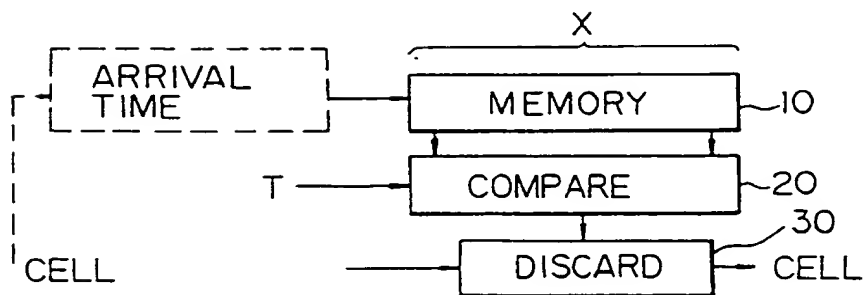 X
ARRIVAL
TIME
MEMORY
10
T
COMPARE
20
30
CELL
DISCARD
CELL